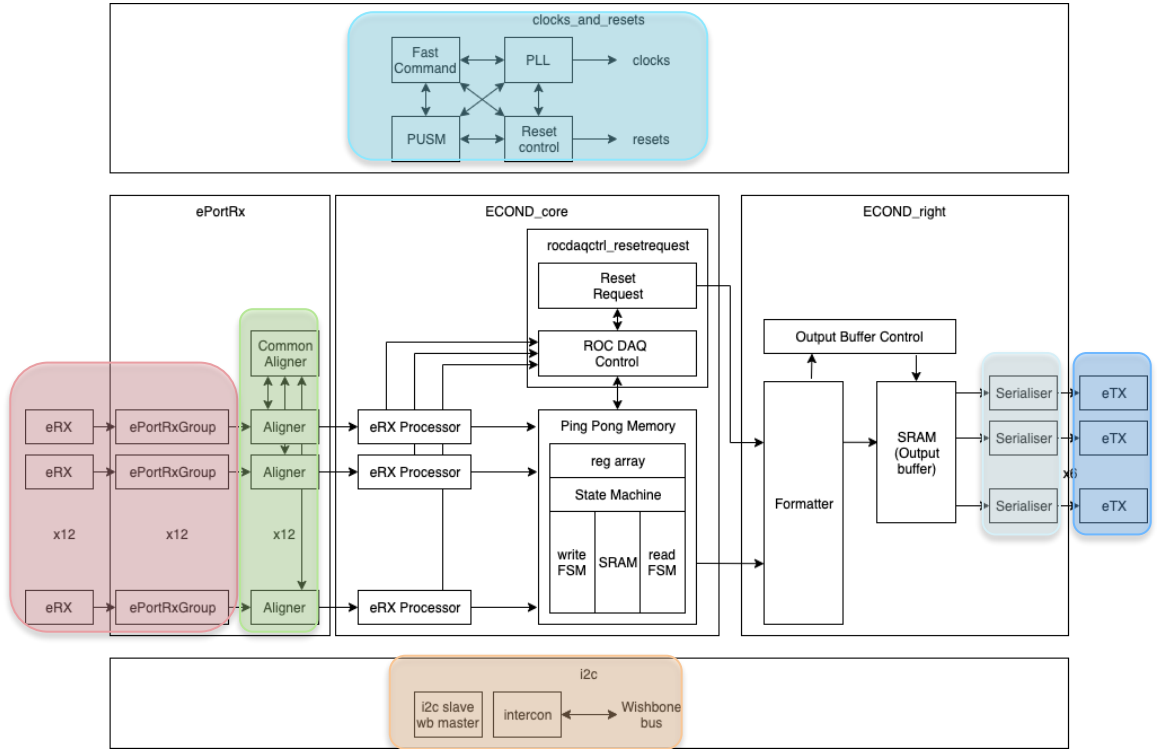 clocks_and_resets
Fast
Command
PLL
clocks
PUSM
Reset
control
resets
ePortRx
ECOND_core
ECOND_right
rocdaqctrl_resetrequest
Reset
Request
Common
Aligner
ROC DAQ
Control
Output Buffer Control
eRX
ePortRxGroup
Aligner
eRX Processor
Ping Pong Memory
Serialiser
eTX
eRX
ePortRxGroup
Aligner
eRX Processor
reg array
SRAM
(Output
buffer)
Serialiser
eTX
x6
State Machine
Formatter
Serialiser
eTX
x12
x12
x12
write
FSM
SRAM
read
FSM
eRX
ePortRxGroup
Aligner
eRX Processor
i2c
i2c slave
wb master
intercon
Wishbone
bus